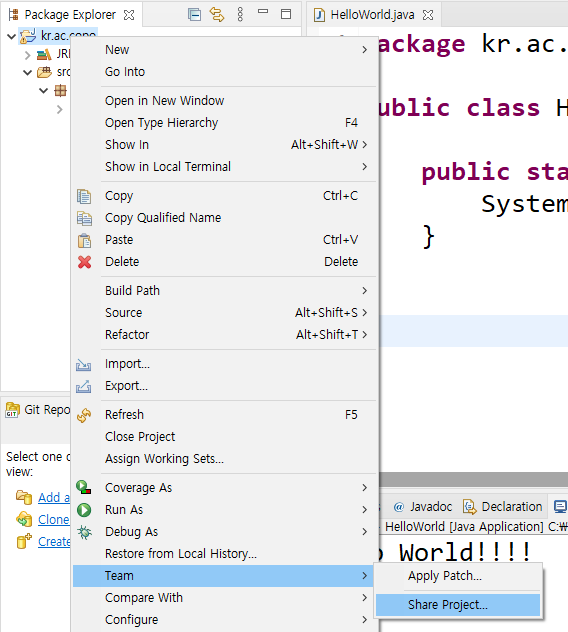 Package Explorer
HelloWorld.java
kr.ac.
package kr.ac.
public class H
public sta
System
}
New
Go Into
Open in New Window
Open Type Hierarchy F4
Show In Alt+Shift+W
Show in Local Terminal
Copy Ctrl+C
Copy Qualified Name
Paste Ctrl+V
Delete Delete
Build Path
Source Alt+Shift+S
Refactor Alt+Shift+T
Import...
Export...
Refresh F5
Close Project
Assign Working Sets...
Coverage As
Run As
Debug As
Restore from Local History...
Team
Compare With
Configure
Apply Patch...
Share Project...
GIT
Git Repo
Select one o
view:
Add a
Clone
Create
@ Javadoc
Declaration
HelloWorld [Java Application] C:₩
World!!!!